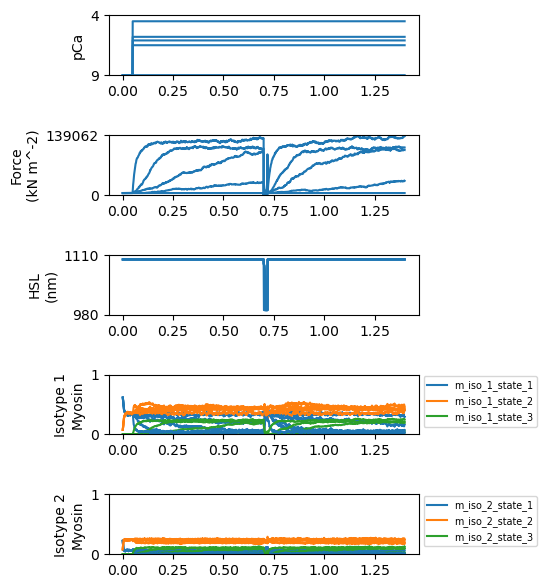 4
pCa
9
0.00 0.25 0.50 0.75 1.00 1.25
139062
Force
(kN m^-2)
0
0.00 0.25 0.50 0.75 1.00 1.25
1110
HSL
(nm)
980
0.00 0.25 0.50 0.75 1.00 1.25
1
Isotype 1
Myosin
0
m_iso_1_state_1
m_iso_1_state_2
m_iso_1_state_3
0.00 0.25 0.50 0.75 1.00 1.25
1
Isotype 2
Myosin
0
m_iso_2_state_1
m_iso_2_state_2
m_iso_2_state_3
0.00 0.25 0.50 0.75 1.00 1.25